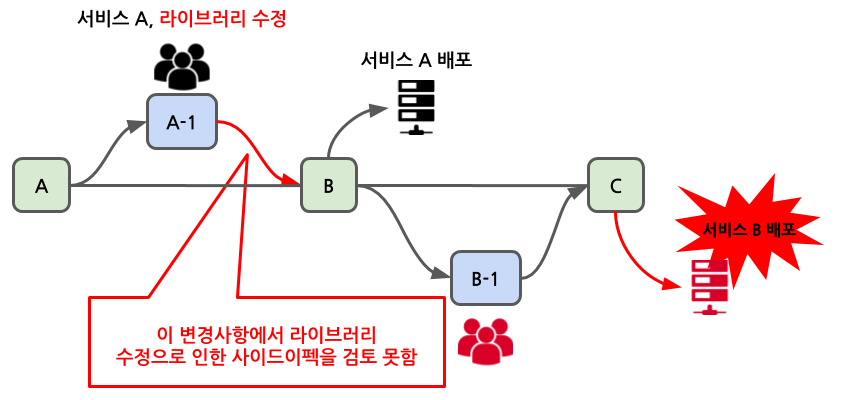 서비스 A, 라이브러리 수정
서비스 A 배포
A-1
A
B
C
서비스 B 배포
B-1
이 변경사항에서 라이브러리
수정으로 인한 사이드이펙을 검토 못함